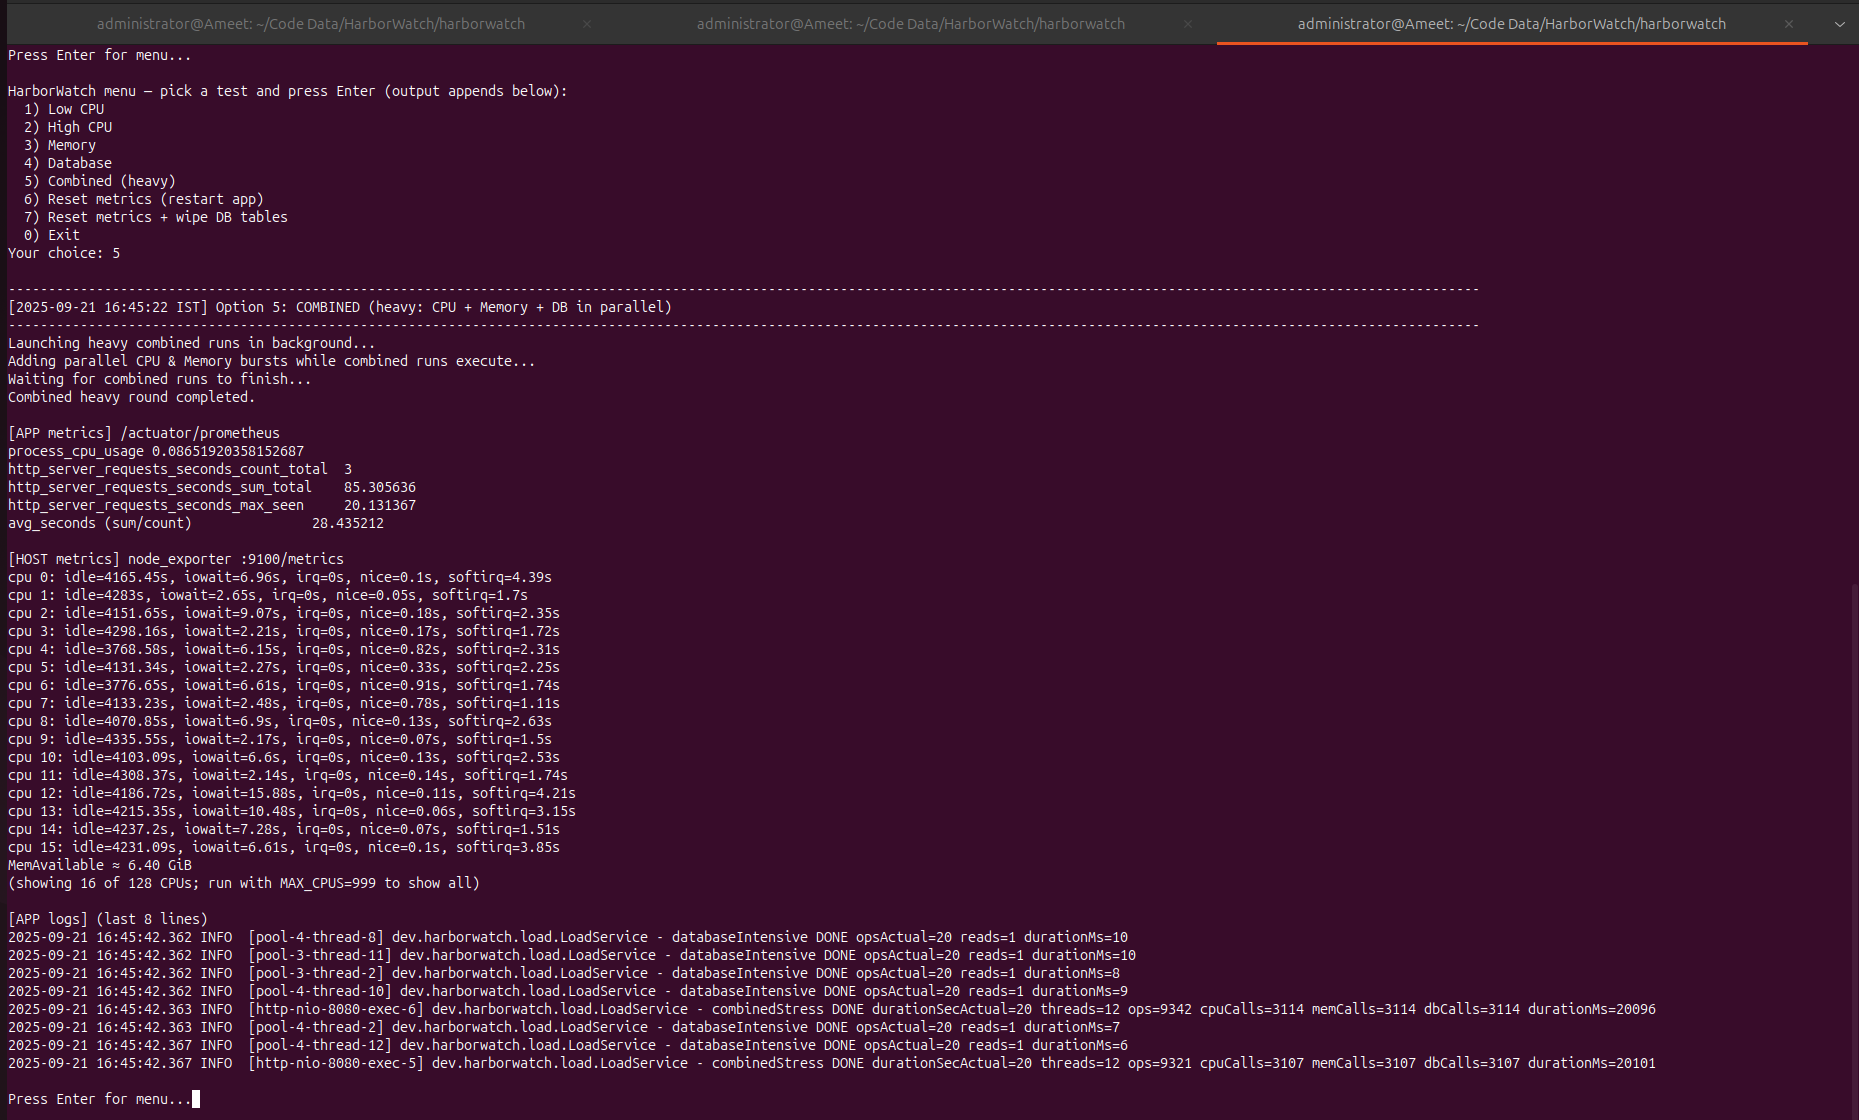 administrator@Ameet: ~/Code Data/HarborWatch/harborwatch × administrator@Ameet: ~/Code Data/HarborWatch/harborwatch × administrator@Ameet: ~/Code Data/HarborWatch/harborwatch ×
Press Enter for menu...
HarborWatch menu — pick a test and press Enter (output appends below):
1) Low CPU
2) High CPU
3) Memory
4) Database
5) Combined (heavy)
6) Reset metrics (restart app)
7) Reset metrics + wipe DB tables
0) Exit
Your choice: 5
----------------------------------------------------------------------------------------------------------------------------------------------------------------------------------------
[2025-09-21 16:45:22 IST] Option 5: COMBINED (heavy: CPU + Memory + DB in parallel)
----------------------------------------------------------------------------------------------------------------------------------------------------------------------------------------
Launching heavy combined runs in background...
Adding parallel CPU & Memory bursts while combined runs execute...
Waiting for combined runs to finish...
Combined heavy round completed.
[APP metrics] /actuator/prometheus
process_cpu_usage 0.08651920358152687
http_server_requests_seconds_count_total  3
http_server_requests_seconds_sum_total    85.305636
http_server_requests_seconds_max_seen     20.131367
avg_seconds (sum/count)               28.435212
[HOST metrics] node_exporter :9100/metrics
cpu 0: idle=4165.45s, iowait=6.96s, irq=0s, nice=0.1s, softirq=4.39s
cpu 1: idle=4283s, iowait=2.65s, irq=0s, nice=0.05s, softirq=1.7s
cpu 2: idle=4151.65s, iowait=9.07s, irq=0s, nice=0.18s, softirq=2.35s
cpu 3: idle=4298.16s, iowait=2.21s, irq=0s, nice=0.17s, softirq=1.72s
cpu 4: idle=3768.58s, iowait=6.15s, irq=0s, nice=0.82s, softirq=2.31s
cpu 5: idle=4131.34s, iowait=2.27s, irq=0s, nice=0.33s, softirq=2.25s
cpu 6: idle=3776.65s, iowait=6.61s, irq=0s, nice=0.91s, softirq=1.74s
cpu 7: idle=4133.23s, iowait=2.48s, irq=0s, nice=0.78s, softirq=1.11s
cpu 8: idle=4070.85s, iowait=6.9s, irq=0s, nice=0.13s, softirq=2.63s
cpu 9: idle=4335.55s, iowait=2.17s, irq=0s, nice=0.07s, softirq=1.5s
cpu 10: idle=4103.09s, iowait=6.6s, irq=0s, nice=0.13s, softirq=2.53s
cpu 11: idle=4308.37s, iowait=2.14s, irq=0s, nice=0.14s, softirq=1.74s
cpu 12: idle=4186.72s, iowait=15.88s, irq=0s, nice=0.11s, softirq=4.21s
cpu 13: idle=4215.35s, iowait=10.48s, irq=0s, nice=0.06s, softirq=3.15s
cpu 14: idle=4237.2s, iowait=7.28s, irq=0s, nice=0.07s, softirq=1.51s
cpu 15: idle=4231.09s, iowait=6.61s, irq=0s, nice=0.1s, softirq=3.85s
MemAvailable ≈ 6.40 GiB
(showing 16 of 128 CPUs; run with MAX_CPUS=999 to show all)
[APP logs] (last 8 lines)
2025-09-21 16:45:42.362 INFO  [pool-4-thread-8] dev.harborwatch.load.LoadService - databaseIntensive DONE opsActual=20 reads=1 durationMs=10
2025-09-21 16:45:42.362 INFO  [pool-3-thread-11] dev.harborwatch.load.LoadService - databaseIntensive DONE opsActual=20 reads=1 durationMs=10
2025-09-21 16:45:42.362 INFO  [pool-3-thread-2] dev.harborwatch.load.LoadService - databaseIntensive DONE opsActual=20 reads=1 durationMs=8
2025-09-21 16:45:42.362 INFO  [pool-4-thread-10] dev.harborwatch.load.LoadService - databaseIntensive DONE opsActual=20 reads=1 durationMs=9
2025-09-21 16:45:42.363 INFO  [http-nio-8080-exec-6] dev.harborwatch.load.LoadService - combinedStress DONE durationSecActual=20 threads=12 ops=9342 cpuCalls=3114 memCalls=3114 dbCalls=3114 durationMs=20096
2025-09-21 16:45:42.363 INFO  [pool-4-thread-2] dev.harborwatch.load.LoadService - databaseIntensive DONE opsActual=20 reads=1 durationMs=7
2025-09-21 16:45:42.367 INFO  [pool-4-thread-12] dev.harborwatch.load.LoadService - databaseIntensive DONE opsActual=20 reads=1 durationMs=6
2025-09-21 16:45:42.367 INFO  [http-nio-8080-exec-5] dev.harborwatch.load.LoadService - combinedStress DONE durationSecActual=20 threads=12 ops=9321 cpuCalls=3107 memCalls=3107 dbCalls=3107 durationMs=20101
Press Enter for menu...